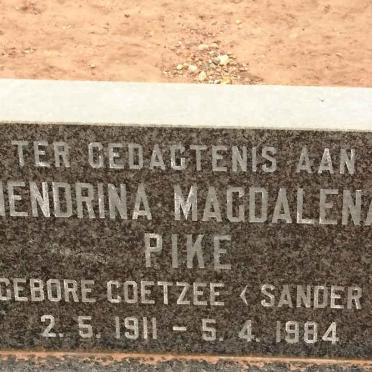 TER GEDAGTENIS AAN
HENDRINA MAGDALENA
PIKE
GEBORE COETZEE < SANDER
2. 5. 1911 – 5. 4. 1984